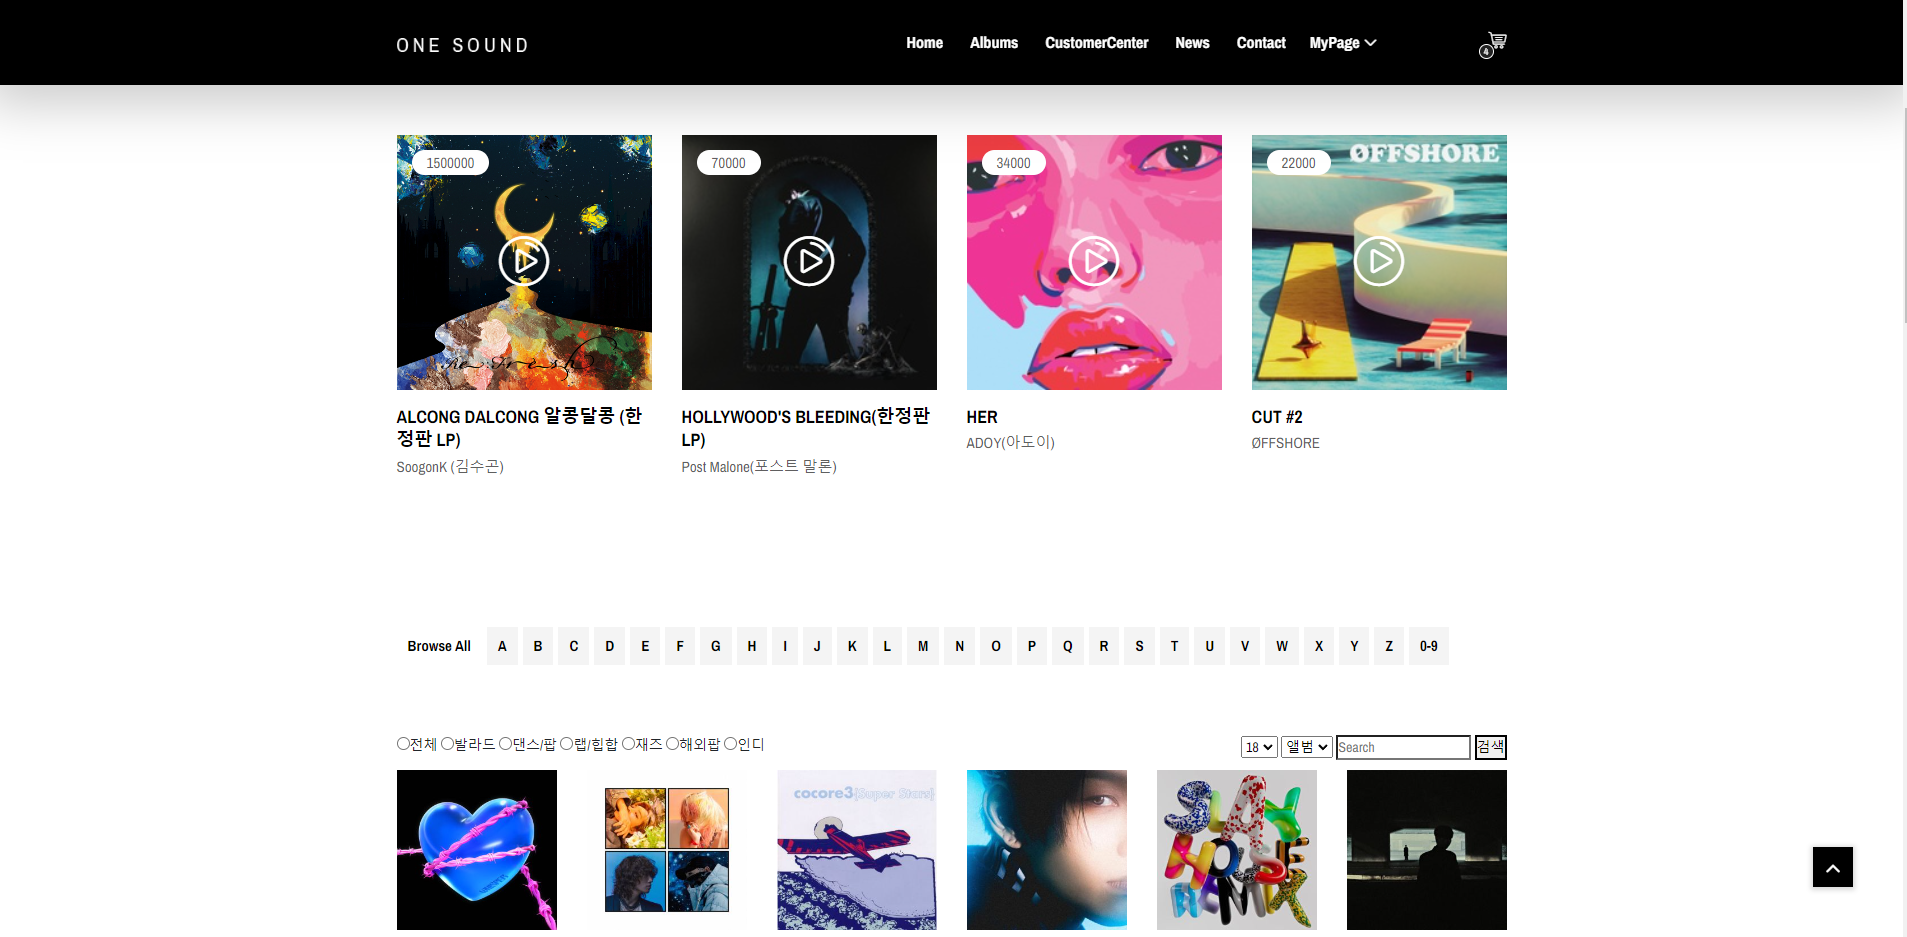 ONE SOUND
Home Albums CustomerCenter News Contact MyPage
4
1500000
70000
34000
22000
ØFFSHORE
ALCONG DALCONG 알콩달콩 (한
정판 LP)
SoogonK (김수곤)
HOLLYWOOD'S BLEEDING(한정판
LP)
Post Malone(포스트 말론)
HER
ADOY(아도이)
CUT #2
ØFFSHORE
Browse All A B C D E F G H I J K L M N O P Q R S T U V W X Y Z 0-9
전체 발라드 댄스/팝 랩/힙합 재즈 해외팝 인디
18 앨범 Search 검색
cocore3{Super Stars}
SLAY
HOUSE
REMIX